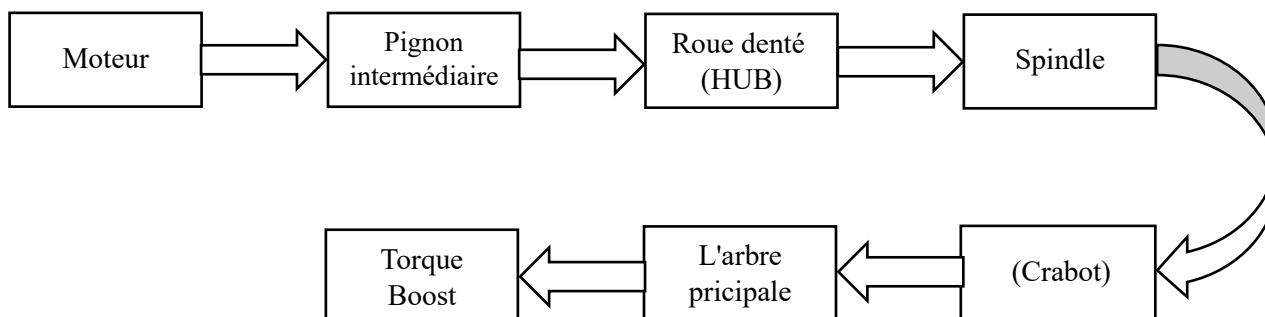 Moteur
Pignon
intermédiaire
Roue denté
(HUB)
Spindle
(Crabot)
L'arbre
pricipale
Torque
Boost